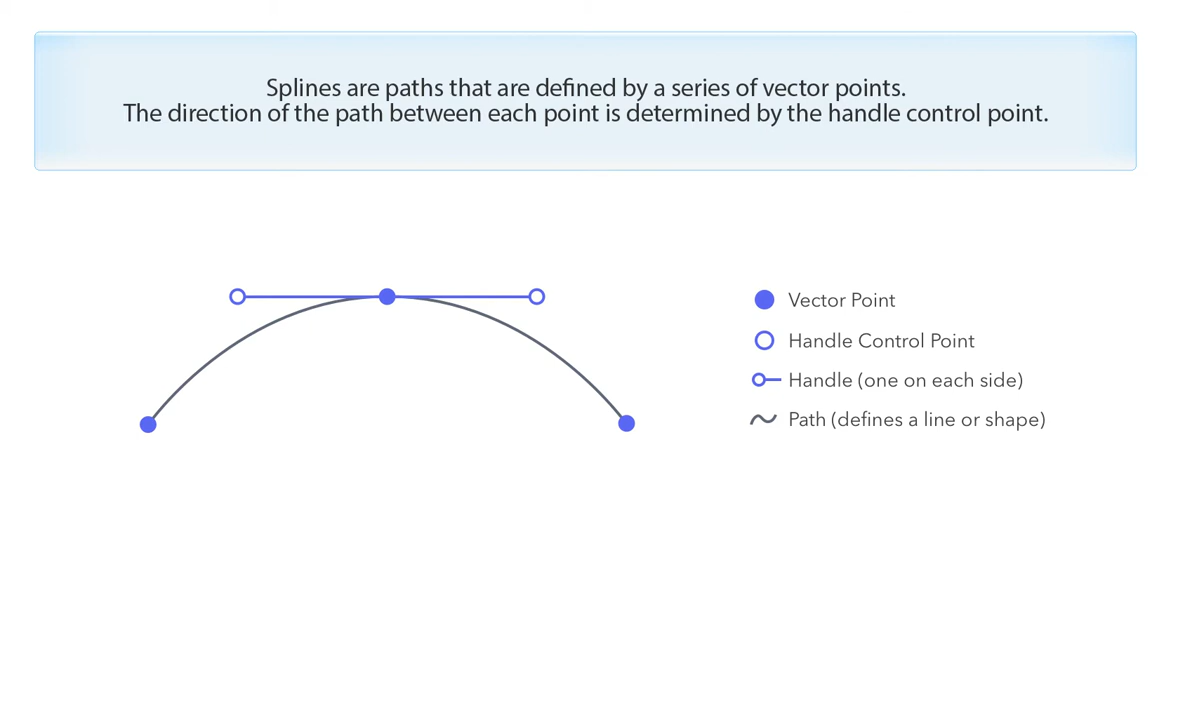 Splines are paths that are defined by a series of vector points.
The direction of the path between each point is determined by the handle control point.
Vector Point
Handle Control Point
Handle (one on each side)
Path (defines a line or shape)